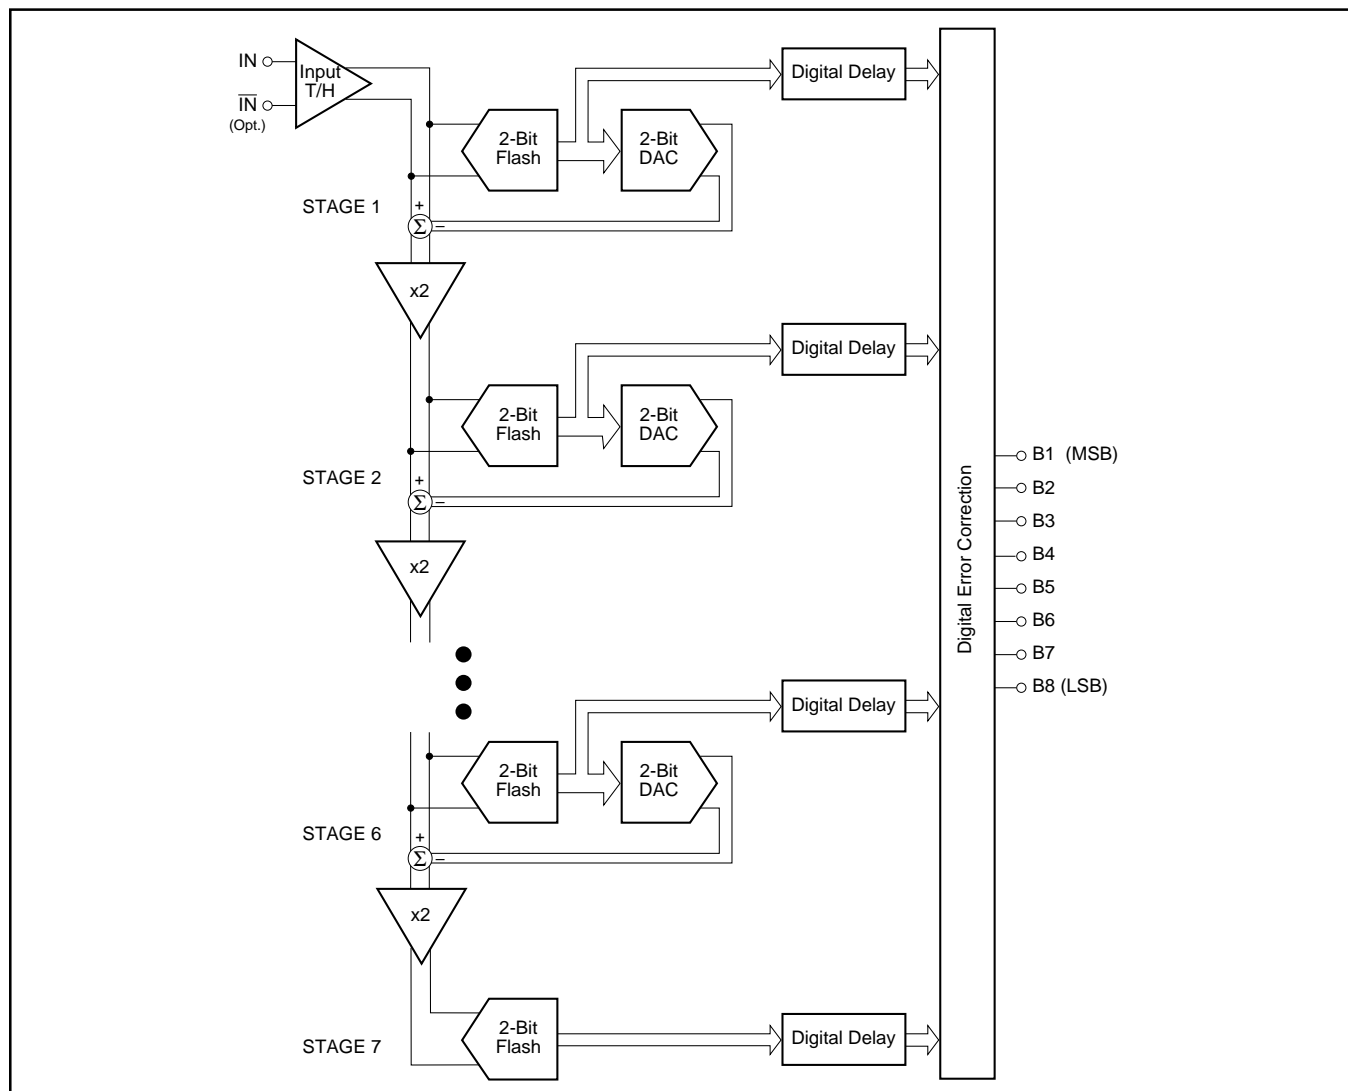 IN
Input
T/H
I̅N̅
(Opt.)
2-Bit
Flash
2-Bit
DAC
Digital Delay
STAGE 1
+
Σ
–
x2
2-Bit
Flash
2-Bit
DAC
Digital Delay
STAGE 2
+
Σ
–
x2
2-Bit
Flash
2-Bit
DAC
Digital Delay
STAGE 6
+
Σ
–
x2
2-Bit
Flash
Digital Delay
STAGE 7
Digital Error Correction
B1 (MSB)
B2
B3
B4
B5
B6
B7
B8 (LSB)